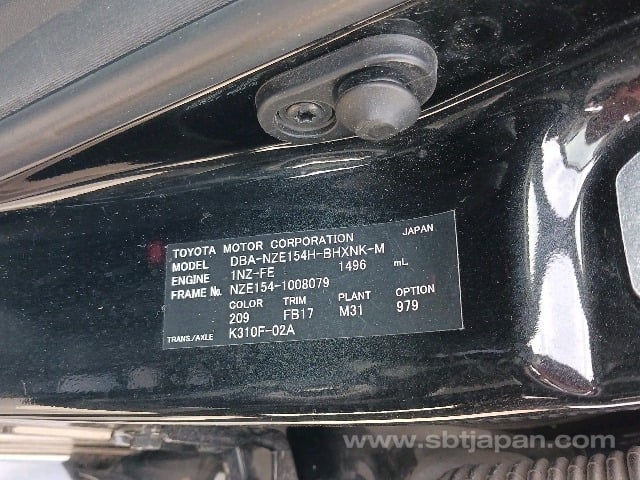 TOYOTA MOTOR CORPORATION JAPAN
MODEL DBA-NZE154H-BHXNK-M
ENGINE 1NZ-FE 1496 mL
FRAME No. NZE154-1008079
COLOR TRIM PLANT OPTION
209 FB17 M31 979
TRANS./AXLE K310F-02A
www.sbtjapan.com